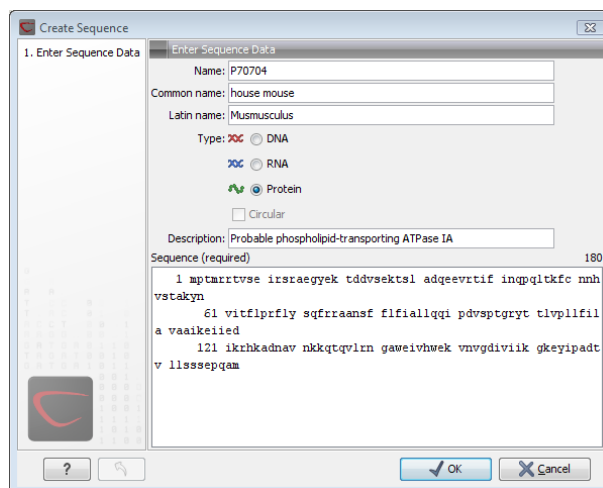 Create Sequence
1. Enter Sequence Data
Enter Sequence Data
Name: P70704
Common name: house mouse
Latin name: Musmusculus
Type: DNA
RNA
Protein
Circular
Description: Probable phospholipid-transporting ATPase IA
Sequence (required) 180
1 mptmrrtvse irsraegyek tddvsektsl adqeevrtif inqpqltkfc nnh
vstakyn
61 vitflprfly sqfrraansf flfiallqqi pdvsptgryt tlvpllfil
a vaaikeiied
121 ikrhkadnav nkkqtqvlrn gaweivhwek vnvgdiviik gkeyipadt
v llsssepqam
?
OK
Cancel